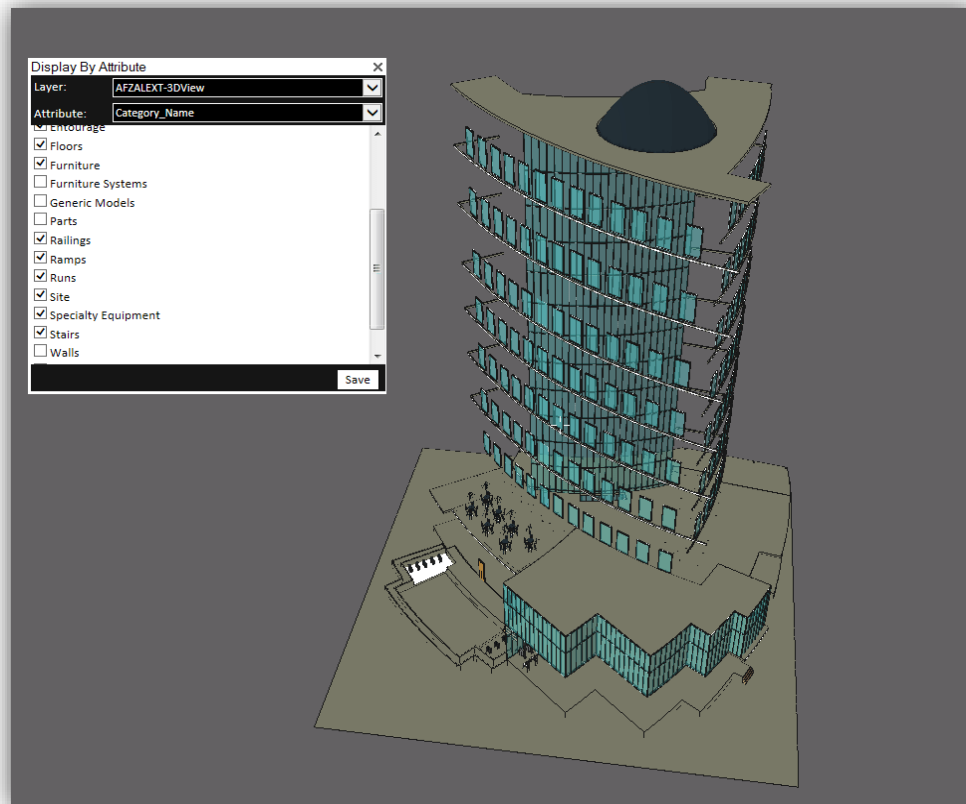 Display By Attribute
Layer: AFZALEXT-3DView
Attribute: Category_Name
Entourage
Floors
Furniture
Furniture Systems
Generic Models
Parts
Railings
Ramps
Runs
Site
Specialty Equipment
Stairs
Walls
Save